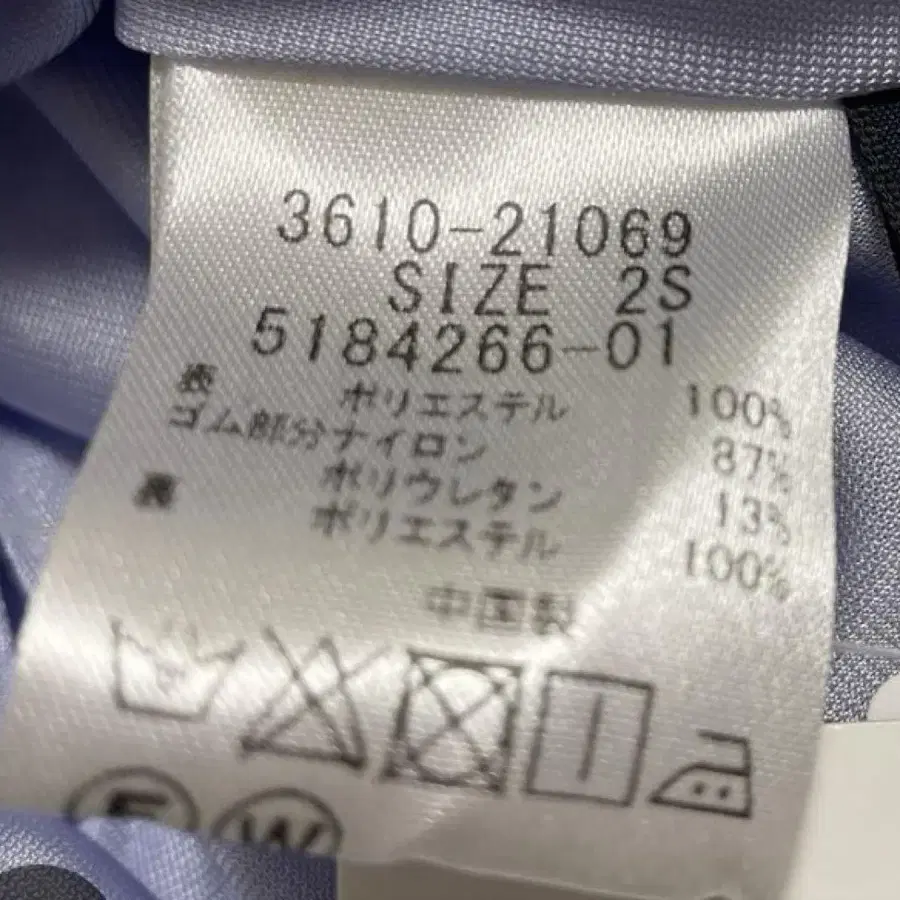 3610-21069
SIZE 2S
5184266-01
表 ポリエステル 100%
ゴム部分ナイロン 87%
ポリウレタン 13%
裏 ポリエステル 100%
中国製
F
W